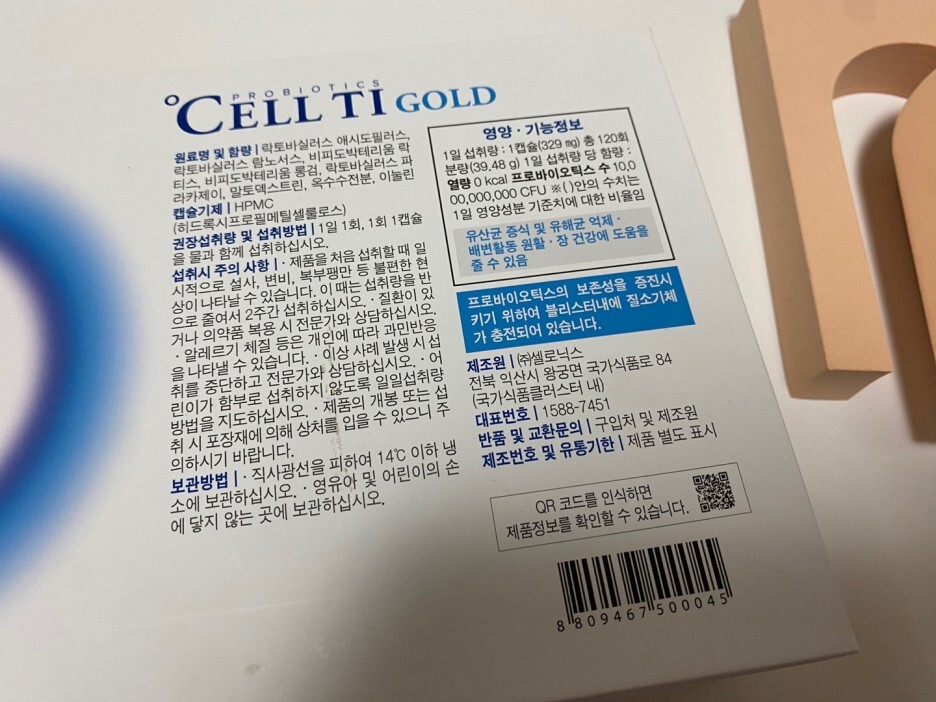 PROBIOTICS
°CELL TI GOLD
원료명 및 함량 | 락토바실러스 애시도필러스,
락토바실러스 람노서스, 비피도박테리움 락
티스, 비피도박테리움 롱검, 락토바실러스 파
라카제이, 말토덱스트린, 옥수수전분, 이눌린
캡슐기제 | HPMC
(히드록시프로필메틸셀룰로스)
권장섭취량 및 섭취방법 | 1일 1회, 1회 1캡슐
을 물과 함께 섭취하십시오.
섭취시 주의 사항 | · 제품을 처음 섭취할 때 일
시적으로 설사, 변비, 복부팽만 등 불편한 현
상이 나타날 수 있습니다. 이 때는 섭취량을 반
으로 줄여서 2주간 섭취하십시오. · 질환이 있
거나 의약품 복용 시 전문가와 상담하십시오.
· 알레르기 체질 등은 개인에 따라 과민반응
을 나타낼 수 있습니다. · 이상 사례 발생 시 섭
취를 중단하고 전문가와 상담하십시오. · 어
린이가 함부로 섭취하지 않도록 일일섭취량
방법을 지도하십시오. · 제품의 개봉 또는 섭
취 시 포장재에 의해 상처를 입을 수 있으니 주
의하시기 바랍니다.
보관방법 | · 직사광선을 피하여 14℃ 이하 냉
소에 보관하십시오. · 영유아 및 어린이의 손
에 닿지 않는 곳에 보관하십시오.
영양 · 기능정보
1일 섭취량 : 1캡슐(329 mg) 총 120회
분량(39.48 g) 1일 섭취량 당 함량 :
열량 0 kcal 프로바이오틱스 수 10,0
00,000,000 CFU ※( )안의 수치는
1일 영양성분 기준치에 대한 비율임
유산균 증식 및 유해균 억제 ·
배변활동 원활 · 장 건강에 도움을
줄 수 있음
프로바이오틱스의 보존성을 증진시
키기 위하여 블리스터내에 질소기체
가 충전되어 있습니다.
제조원 | ㈜셀로닉스
전북 익산시 왕궁면 국가식품로 84
(국가식품클러스터 내)
대표번호 | 1588-7451
반품 및 교환문의 | 구입처 및 제조원
제조번호 및 유통기한 | 제품 별도 표시
QR 코드를 인식하면
제품정보를 확인할 수 있습니다.
8 809467 500045